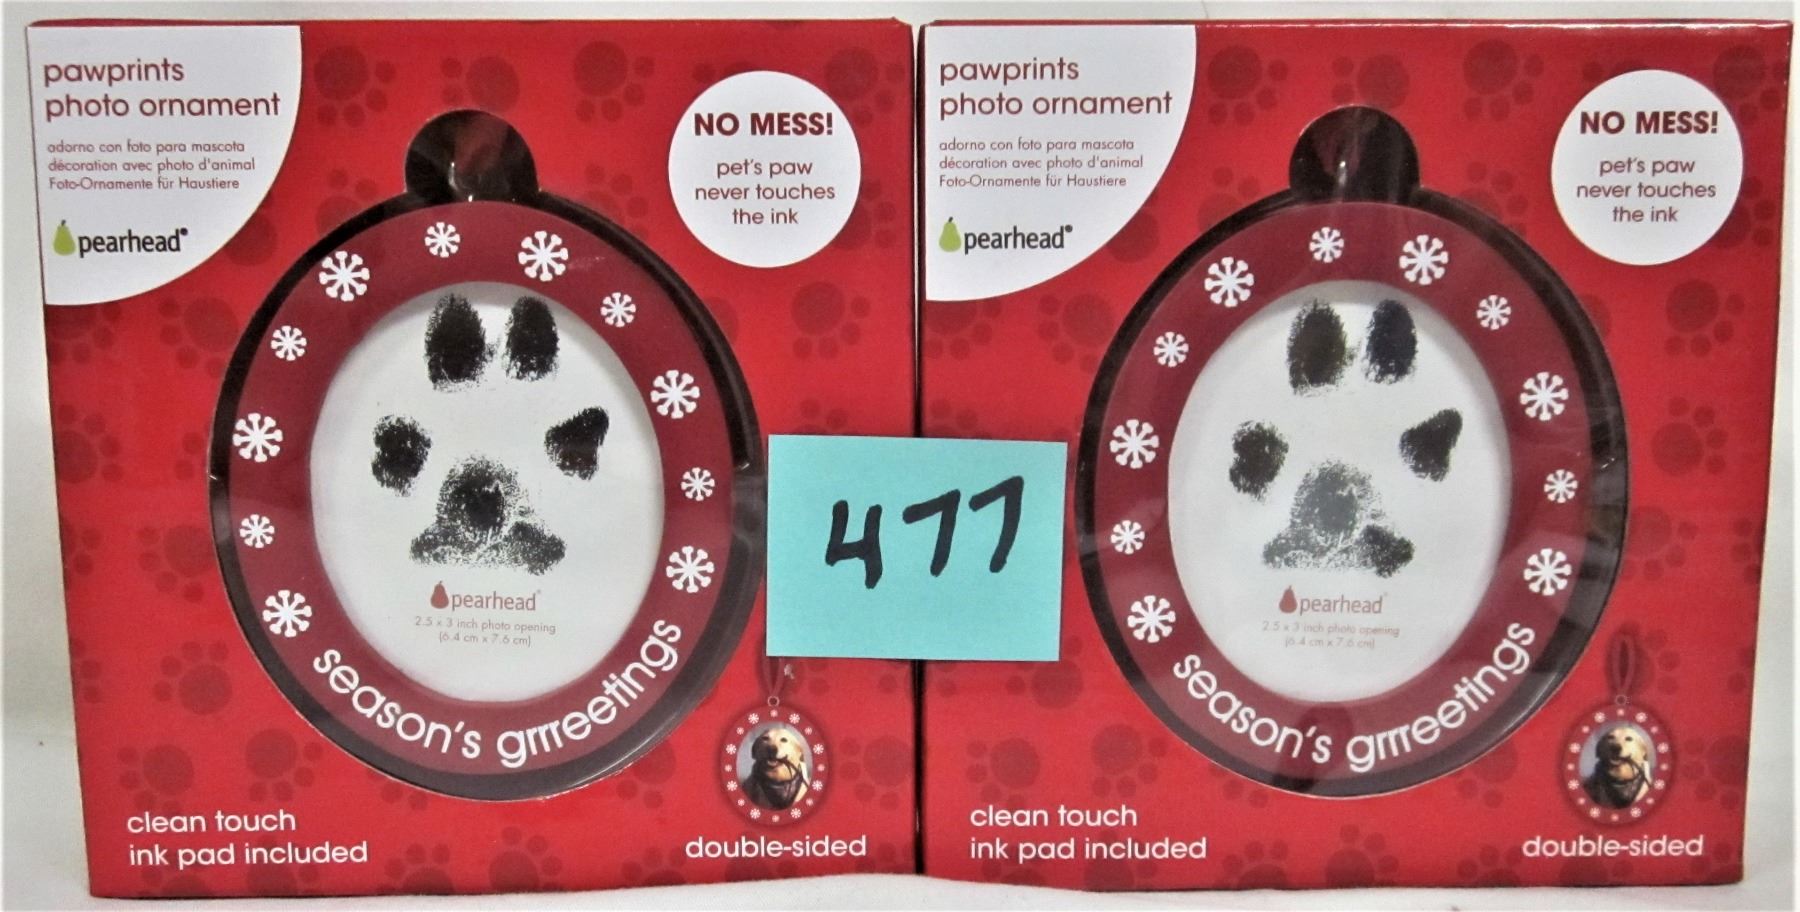 pawprints
photo ornament
adorno con foto para mascota
décoration avec photo d'animal
Foto-Ornamente für Haustiere
pearhead®
NO MESS!
pet's paw
never touches
the ink
pearhead®
2.5 x 3 inch photo opening
(6.4 cm x 7.6 cm)
season's grrreetings
clean touch
ink pad included
double-sided
477
pawprints
photo ornament
adorno con foto para mascota
décoration avec photo d'animal
Foto-Ornamente für Haustiere
pearhead®
NO MESS!
pet's paw
never touches
the ink
pearhead®
2.5 x 3 inch photo opening
(6.4 cm x 7.6 cm)
season's grrreetings
clean touch
ink pad included
double-sided